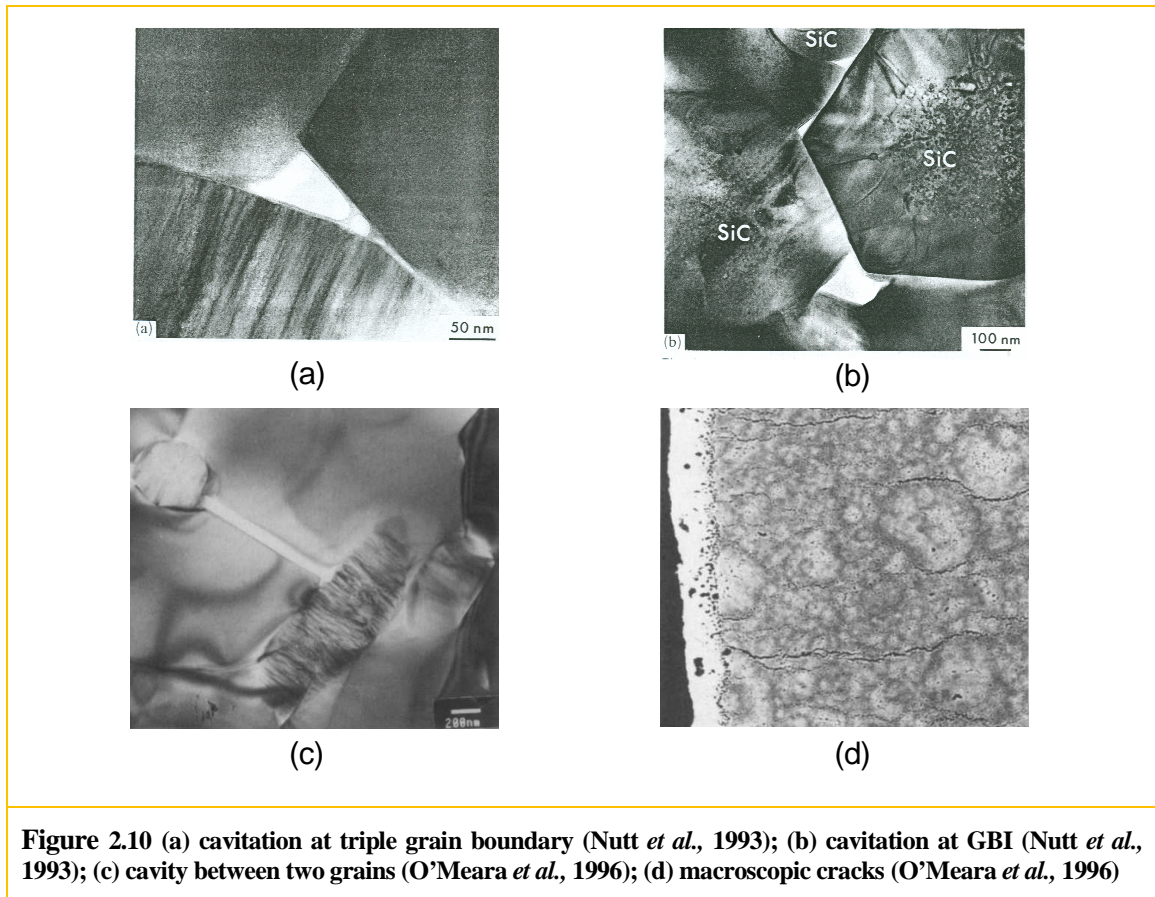 SiC
SiC
SiC
(a)
50 nm
(b)
100 nm
(a)
(b)
200nm
(c)
(d)
Figure 2.10 (a) cavitation at triple grain boundary (Nutt et al., 1993); (b) cavitation at GBI (Nutt et al.,
1993); (c) cavity between two grains (O’Meara et al., 1996); (d) macroscopic cracks (O’Meara et al., 1996)